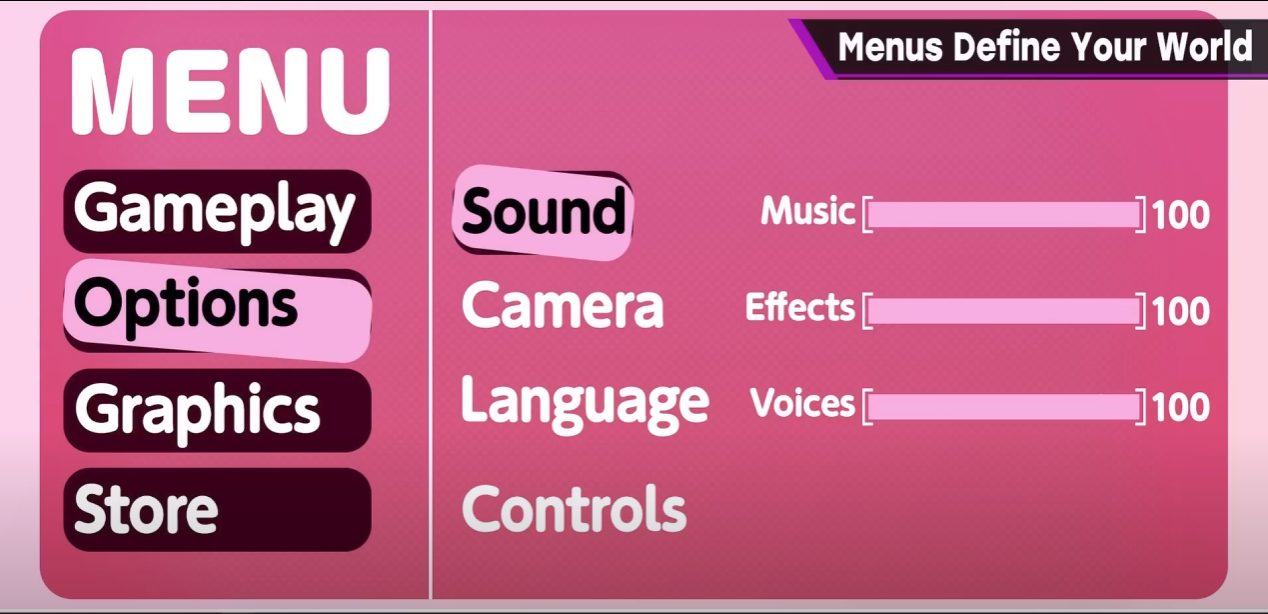 MENU
Menus Define Your World
Gameplay
Options
Graphics
Store
Sound
Camera
Language
Controls
Music [ ] 100
Effects [ ] 100
Voices [ ] 100